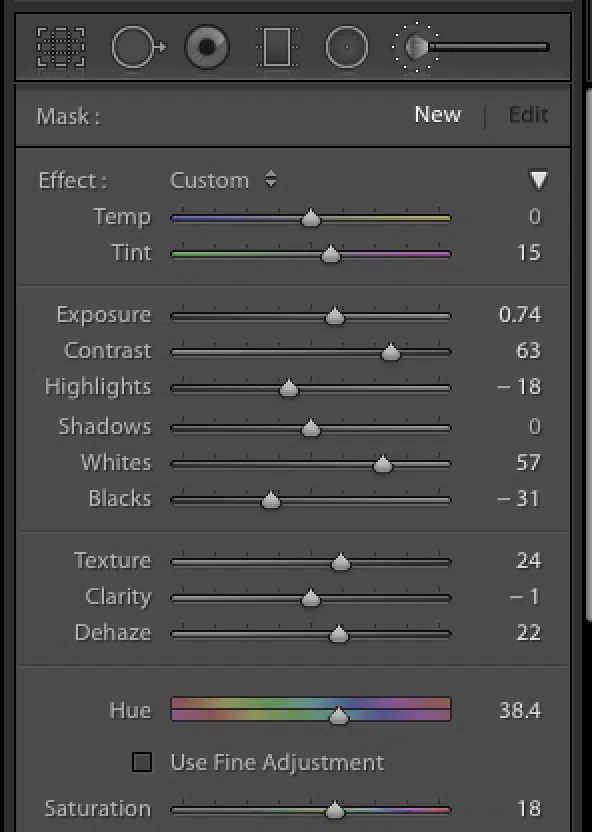 Mask : New | Edit
Effect : Custom
Temp 0
Tint 15
Exposure 0.74
Contrast 63
Highlights – 18
Shadows 0
Whites 57
Blacks – 31
Texture 24
Clarity – 1
Dehaze 22
Hue 38.4
Use Fine Adjustment
Saturation 18